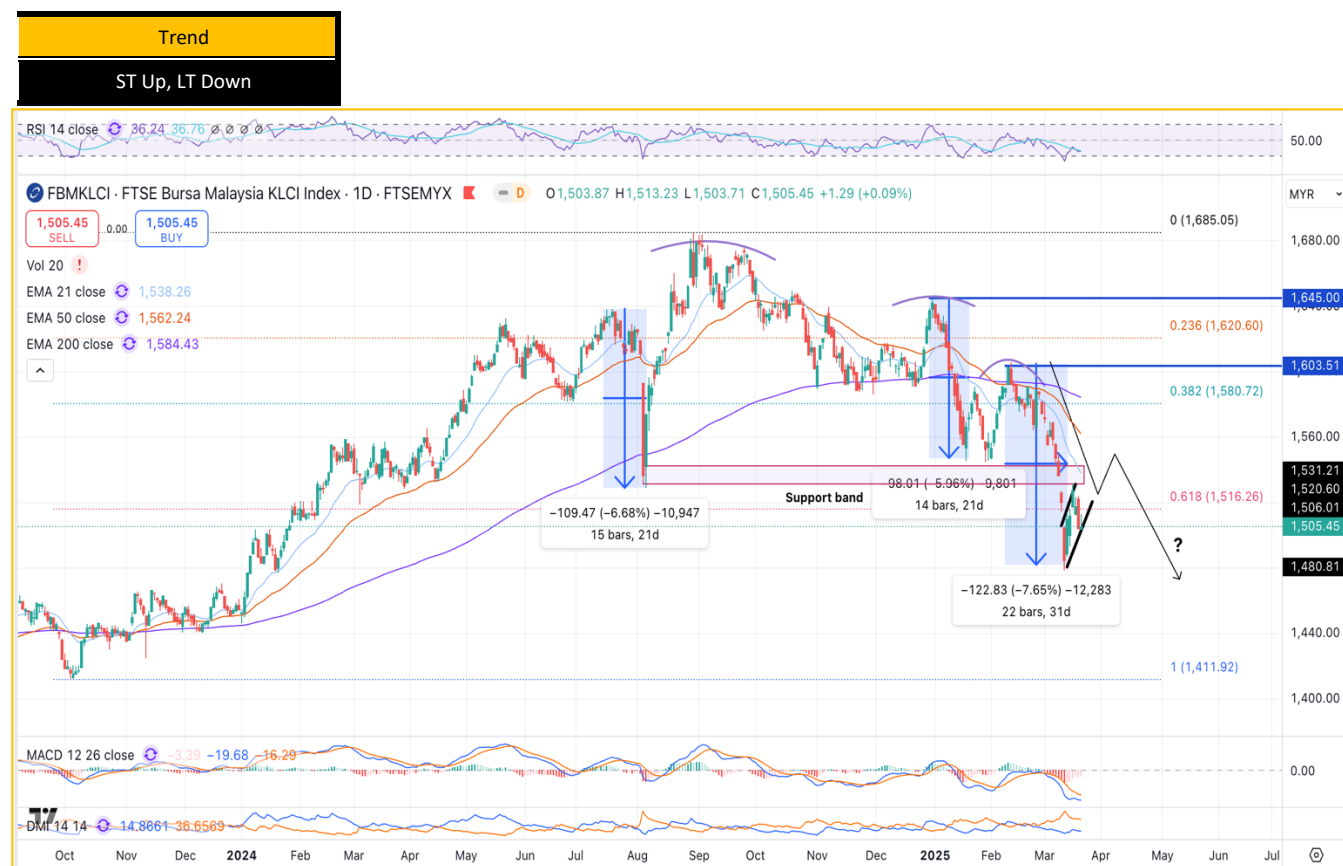 Trend
ST Up, LT Down
RSI 14 close 36.24 36.76 ∅ ∅ ∅ ∅
50.00
FBMKLCI · FTSE Bursa Malaysia KLCI Index · 1D · FTSEMYX D O1,503.87 H1,513.23 L1,503.71 C1,505.45 +1.29 (+0.09%)
MYR
1,505.45 SELL
0.00
1,505.45 BUY
0 (1,685.05)
1,680.00
Vol 20 !
EMA 21 close 1,538.26
EMA 50 close 1,562.24
EMA 200 close 1,584.43
1,645.00
0.236 (1,620.60)
1,603.51
0.382 (1,580.72)
1,560.00
1,531.21
1,520.60
1,506.01
1,505.45
1,480.81
Support band
98.01 (−5.96%) −9,801
14 bars, 21d
0.618 (1,516.26)
−109.47 (−6.68%) −10,947
15 bars, 21d
?
−122.83 (−7.65%) −12,283
22 bars, 31d
1,440.00
1 (1,411.92)
1,400.00
MACD 12 26 close −3.39 −19.68 −16.29
0.00
DMI 14 14 14.8661 36.6569
Oct Nov Dec 2024 Feb Mar Apr May Jun Jul Aug Sep Oct Nov Dec 2025 Feb Mar Apr May Jun Jul